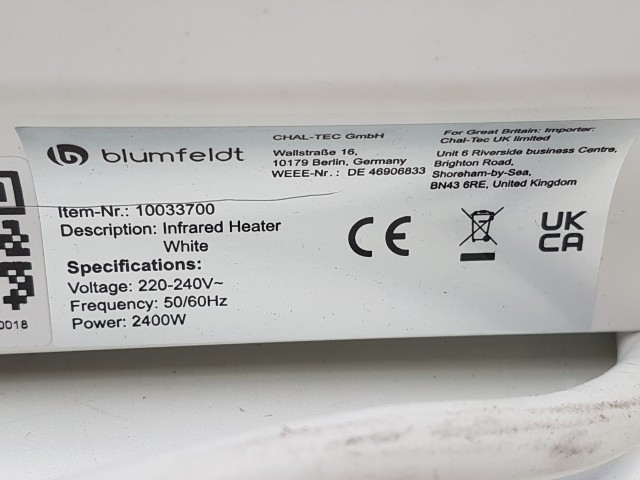 blumfeldt
CHAL-TEC GmbH
Wallstraße 16,
10179 Berlin, Germany
WEEE-Nr.: DE 46906833
For Great Britain: Importer:
Chal-Tec UK limited
Unit 6 Riverside business Centre,
Brighton Road,
Shoreham-by-Sea,
BN43 6RE, United Kingdom
Item-Nr.: 10033700
Description: Infrared Heater
White
Specifications:
Voltage: 220-240V~
Frequency: 50/60Hz
Power: 2400W
CE
UK
CA
0018